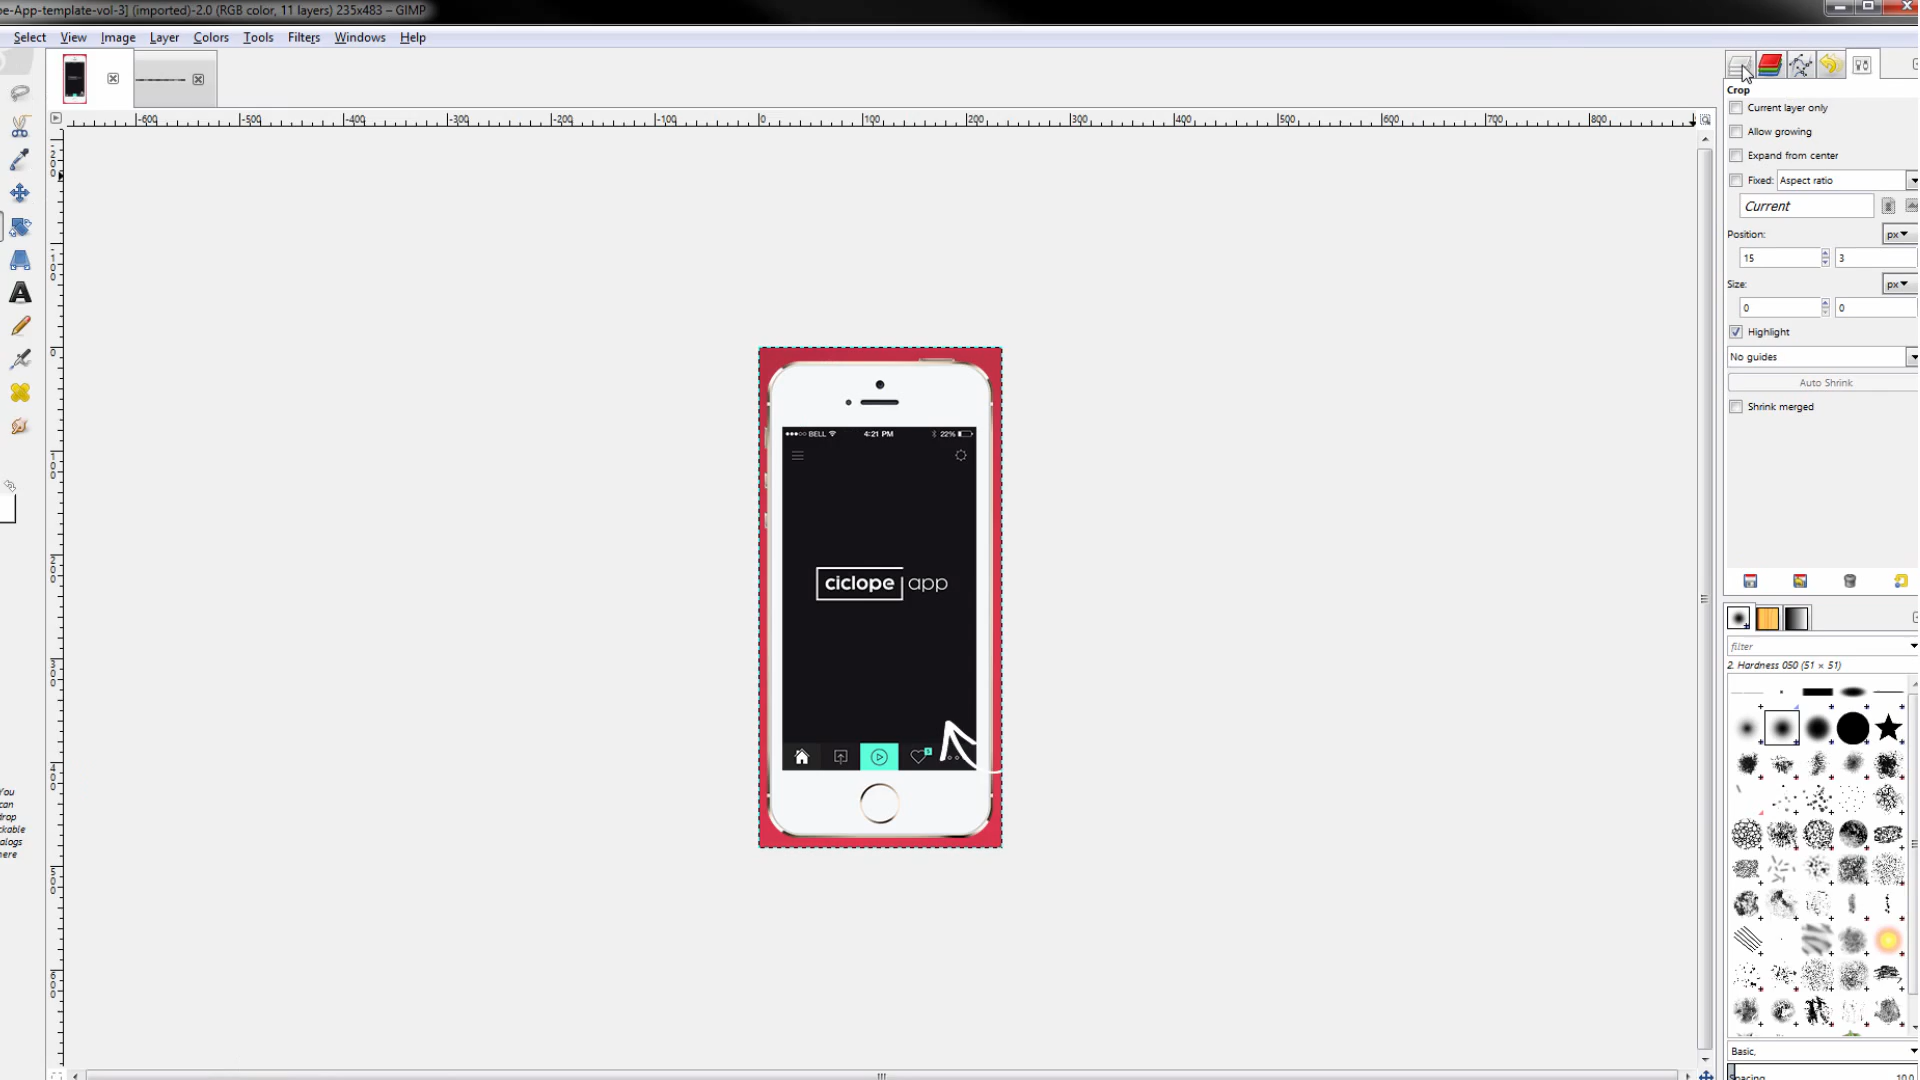 pe-App-template-vol-3] (imported)-2.0 (RGB color, 11 layers) 235x483 – GIMP
Select View Image Layer Colors Tools Filters Windows Help
-600 -500 -400 -300 -200 -100 0 100 200 300 400 500 600 700 800
Crop
Current layer only
Allow growing
Expand from center
Fixed: Aspect ratio
Current
Position: px
15 3
Size: px
0 0
Highlight
No guides
Auto Shrink
Shrink merged
BELL 4:21 PM 22%
ciclope app
filter
2. Hardness 050 (51 × 51)
You
can
drop
ckable
alogs
here
Basic,
Spacing 10.0